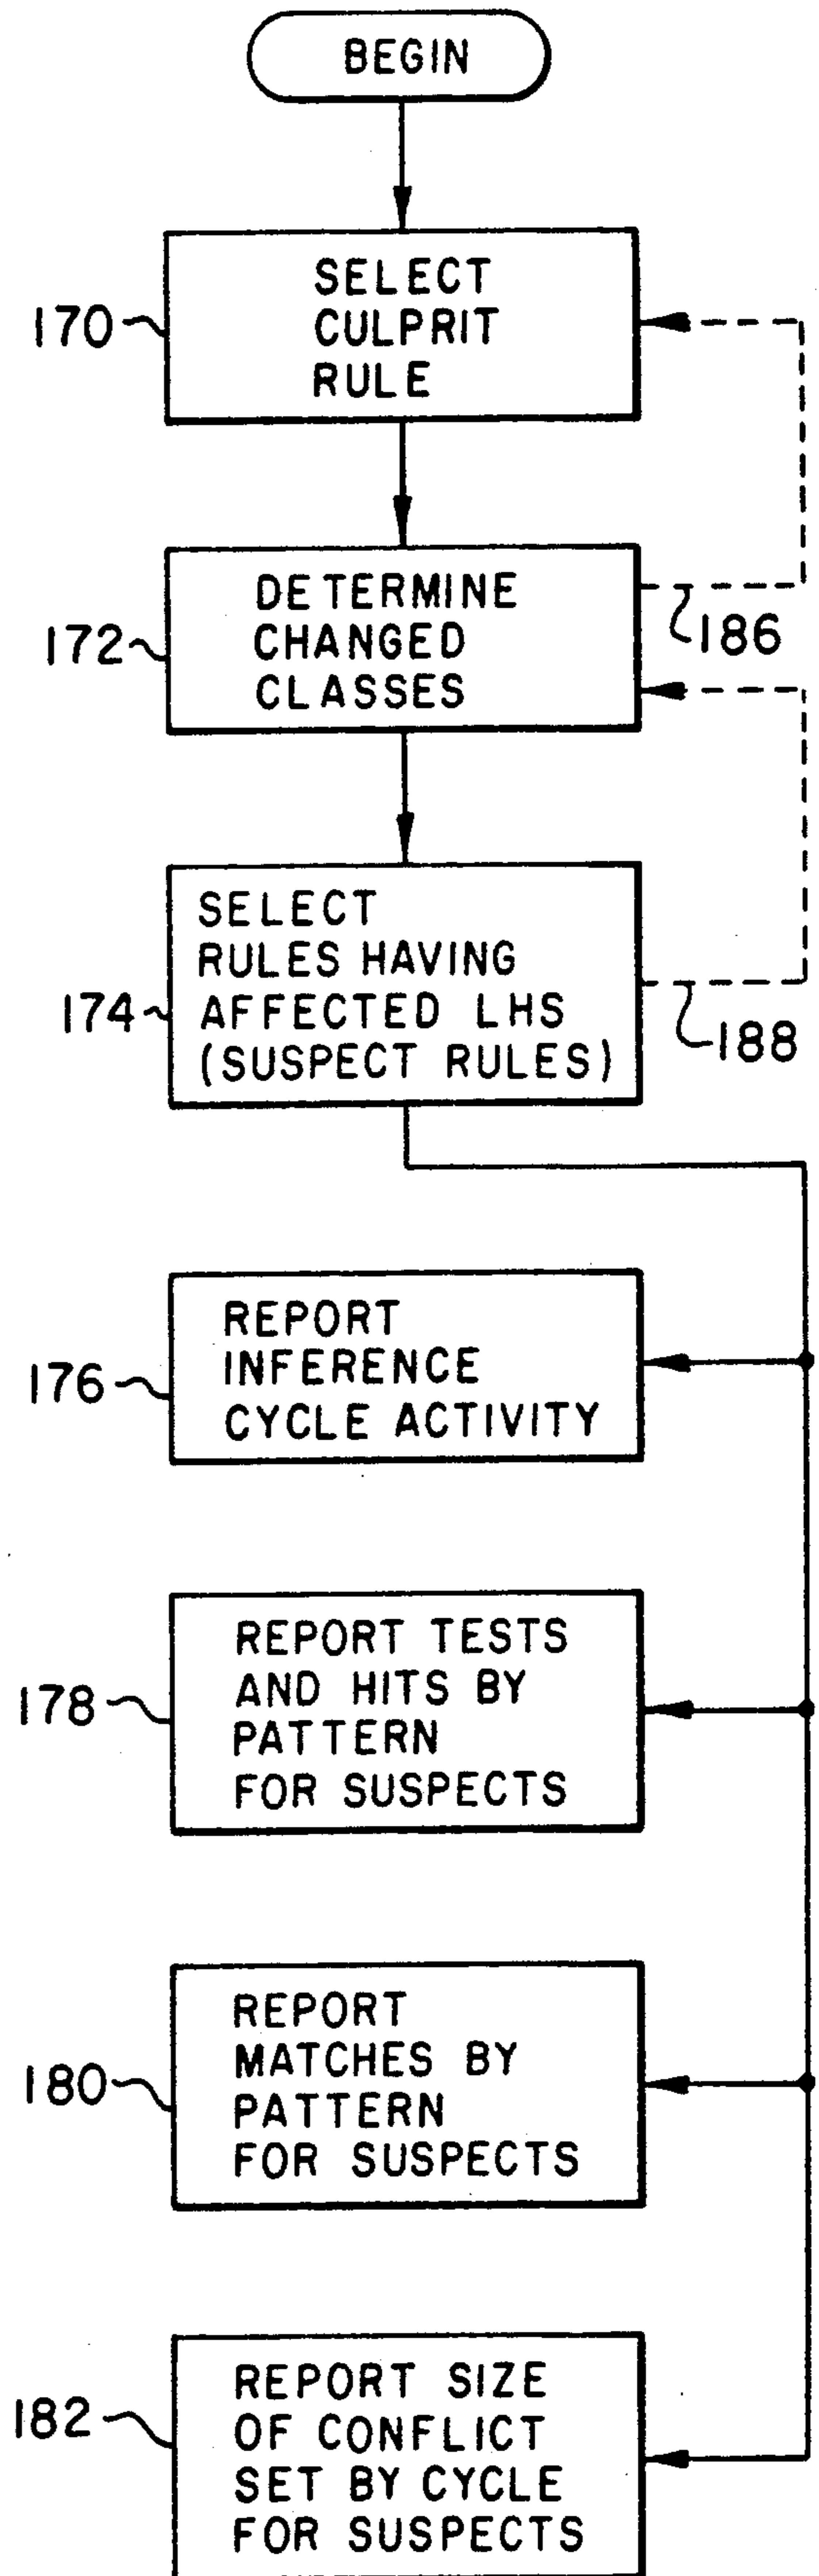 BEGIN
SELECT
CULPRIT
RULE
170
DETERMINE
CHANGED
CLASSES
172
186
SELECT
RULES HAVING
AFFECTED LHS
(SUSPECT RULES)
174
188
REPORT
INFERENCE
CYCLE ACTIVITY
176
REPORT TESTS
AND HITS BY
PATTERN
FOR SUSPECTS
178
REPORT
MATCHES BY
PATTERN
FOR SUSPECTS
180
REPORT SIZE
OF CONFLICT
SET BY CYCLE
FOR SUSPECTS
182